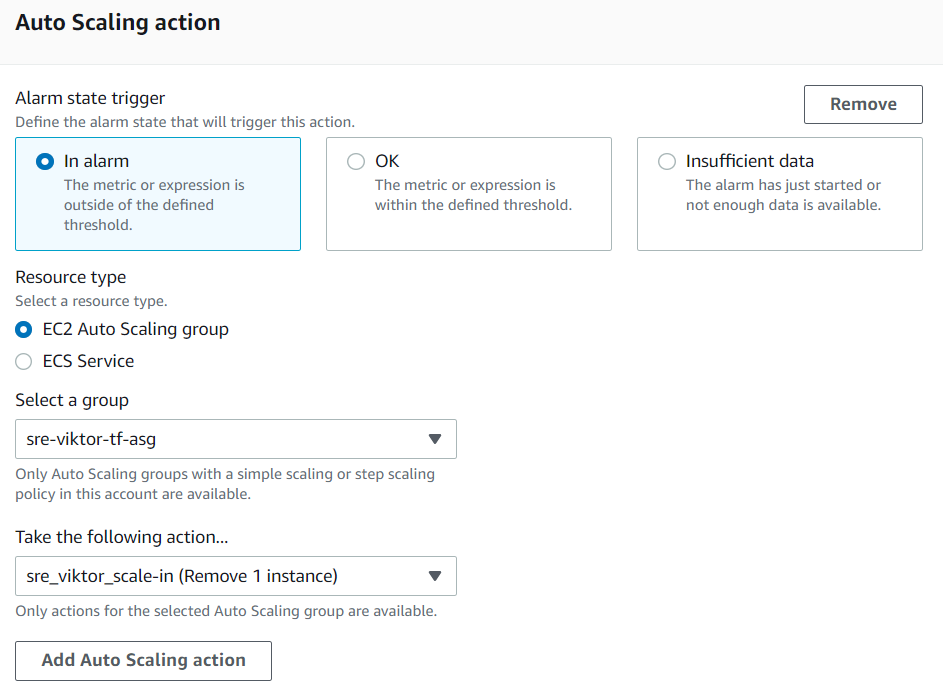 Auto Scaling action
Alarm state trigger
Remove
Define the alarm state that will trigger this action.
In alarm
The metric or expression is
outside of the defined
threshold.
OK
The metric or expression is
within the defined threshold.
Insufficient data
The alarm has just started or
not enough data is available.
Resource type
Select a resource type.
EC2 Auto Scaling group
ECS Service
Select a group
sre-viktor-tf-asg
Only Auto Scaling groups with a simple scaling or step scaling
policy in this account are available.
Take the following action...
sre_viktor_scale-in (Remove 1 instance)
Only actions for the selected Auto Scaling group are available.
Add Auto Scaling action